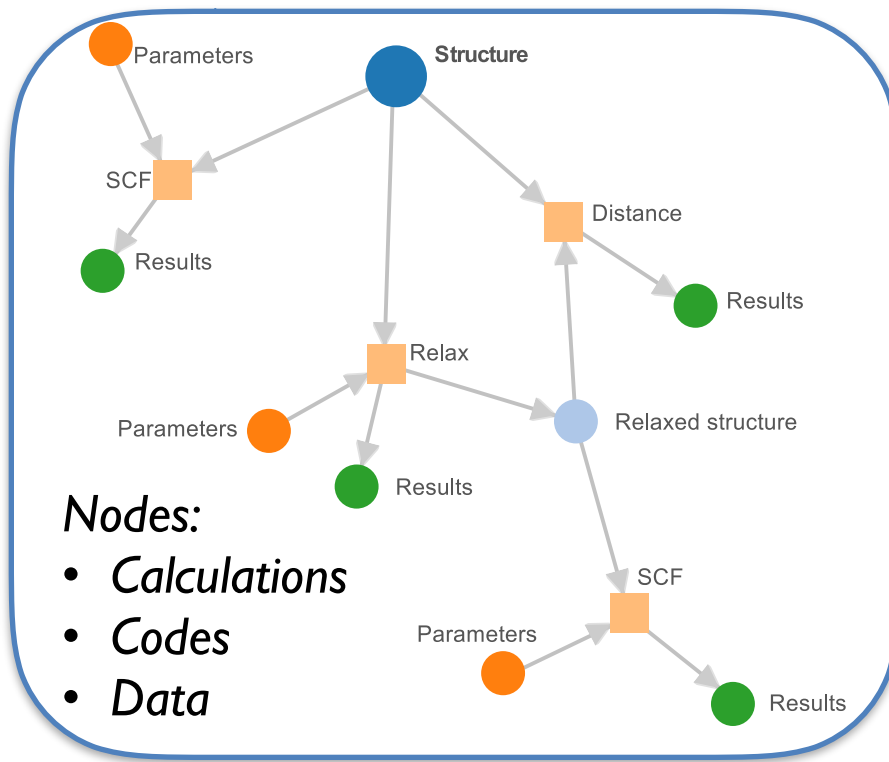 Structure
Parameters
SCF
Distance
Results
Results
Relax
Parameters
Relaxed structure
Results
Nodes:
• Calculations
• Codes
• Data
SCF
Parameters
Results